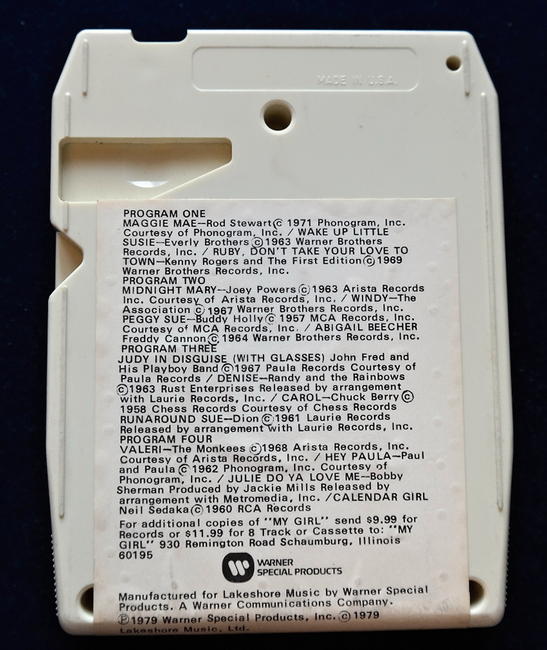 MADE IN U.S.A.
PROGRAM ONE
MAGGIE MAE—Rod Stewart © 1971 Phonogram, Inc.
Courtesy of Phonogram, Inc. / WAKE UP LITTLE
SUSIE—Everly Brothers © 1963 Warner Brothers
Records, Inc. / RUBY, DON'T TAKE YOUR LOVE TO
TOWN—Kenny Rogers and The First Edition © 1969
Warner Brothers Records, Inc.
PROGRAM TWO
MIDNIGHT MARY—Joey Powers © 1963 Arista Records,
Inc. Courtesy of Arista Records, Inc. / WINDY—The
Association © 1967 Warner Brothers Records, Inc.
PEGGY SUE—Buddy Holly © 1957 MCA Records, Inc.
Courtesy of MCA Records, Inc. / ABIGAIL BEECHER
Freddy Cannon © 1964 Warner Brothers Records, Inc.
PROGRAM THREE
JUDY IN DISGUISE (WITH GLASSES) John Fred and
His Playboy Band © 1967 Paula Records Courtesy of
Paula Records / DENISE—Randy and the Rainbows
© 1963 Rust Enterprises Released by arrangement
with Laurie Records, Inc. / CAROL—Chuck Berry ©
1958 Chess Records Courtesy of Chess Records
RUNAROUND SUE—Dion © 1961 Laurie Records
Released by arrangement with Laurie Records, Inc.
PROGRAM FOUR
VALERI—The Monkees © 1968 Arista Records, Inc.
Courtesy of Arista Records, Inc. / HEY PAULA—Paul
and Paula © 1962 Phonogram, Inc. Courtesy of
Phonogram, Inc. / JULIE DO YA LOVE ME—Bobby
Sherman Produced by Jackie Mills Released by
arrangement with Metromedia, Inc. / CALENDAR GIRL
Neil Sedaka © 1960 RCA Records
For additional copies of "MY GIRL" send $9.99 for
Records or $11.99 for 8 Track or Cassette to: "MY
GIRL" 930 Remington Road Schaumburg, Illinois
60195
WARNER
SPECIAL PRODUCTS
Manufactured for Lakeshore Music by Warner Special
Products. A Warner Communications Company.
℗ 1979 Warner Special Products, Inc. © 1979
Lakeshore Music, Ltd.